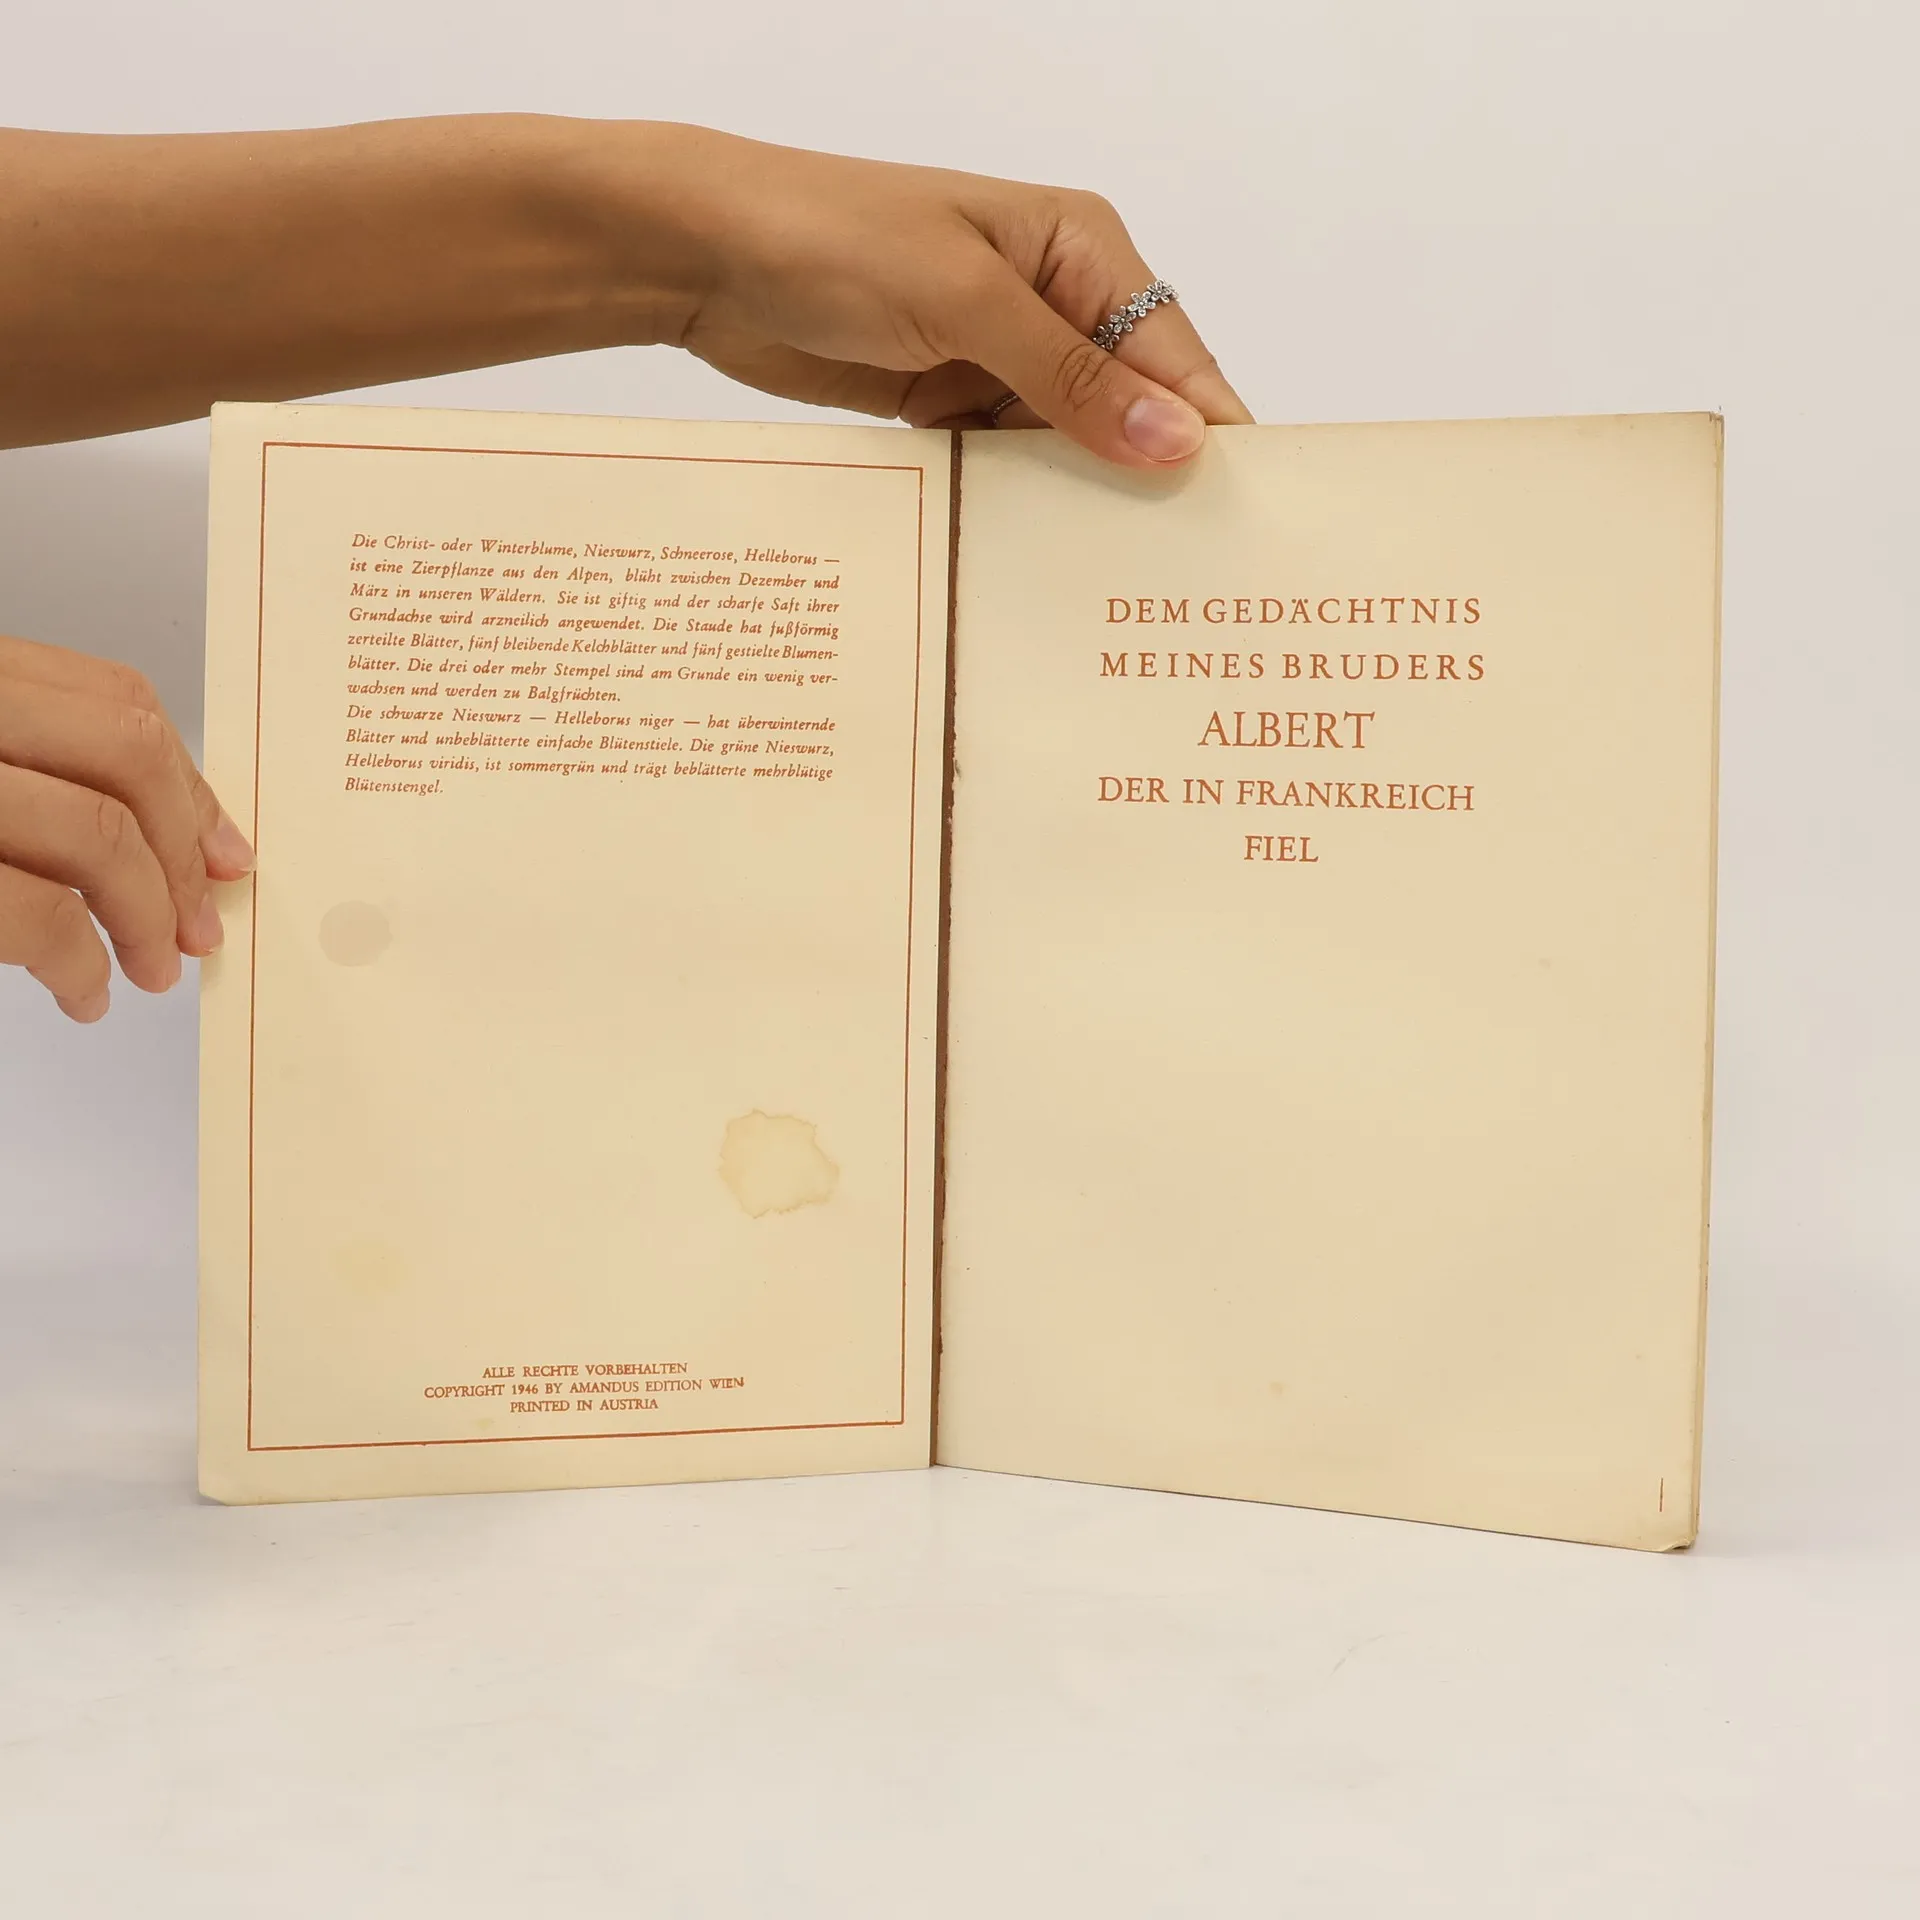 Die Christ- oder Winterblume, Nieswurz, Schneerose, Helleborus —
ist eine Zierpflanze aus den Alpen, blüht zwischen Dezember und
März in unseren Wäldern. Sie ist giftig und der scharfe Saft ihrer
Grundachse wird arzneilich angewendet. Die Staude hat fußförmig
zerteilte Blätter, fünf bleibende Kelchblätter und fünf gestielte Blumen-
blätter. Die drei oder mehr Stempel sind am Grunde ein wenig ver-
wachsen und werden zu Balgfrüchten.
Die schwarze Nieswurz — Helleborus niger — hat überwinternde
Blätter und unbeblätterte einfache Blütenstiele. Die grüne Nieswurz,
Helleborus viridis, ist sommergrün und trägt beblätterte mehrblütige
Blütenstengel.
ALLE RECHTE VORBEHALTEN
COPYRIGHT 1946 BY AMANDUS EDITION WIEN
PRINTED IN AUSTRIA
DEM GEDÄCHTNIS
MEINES BRUDERS
ALBERT
DER IN FRANKREICH
FIEL